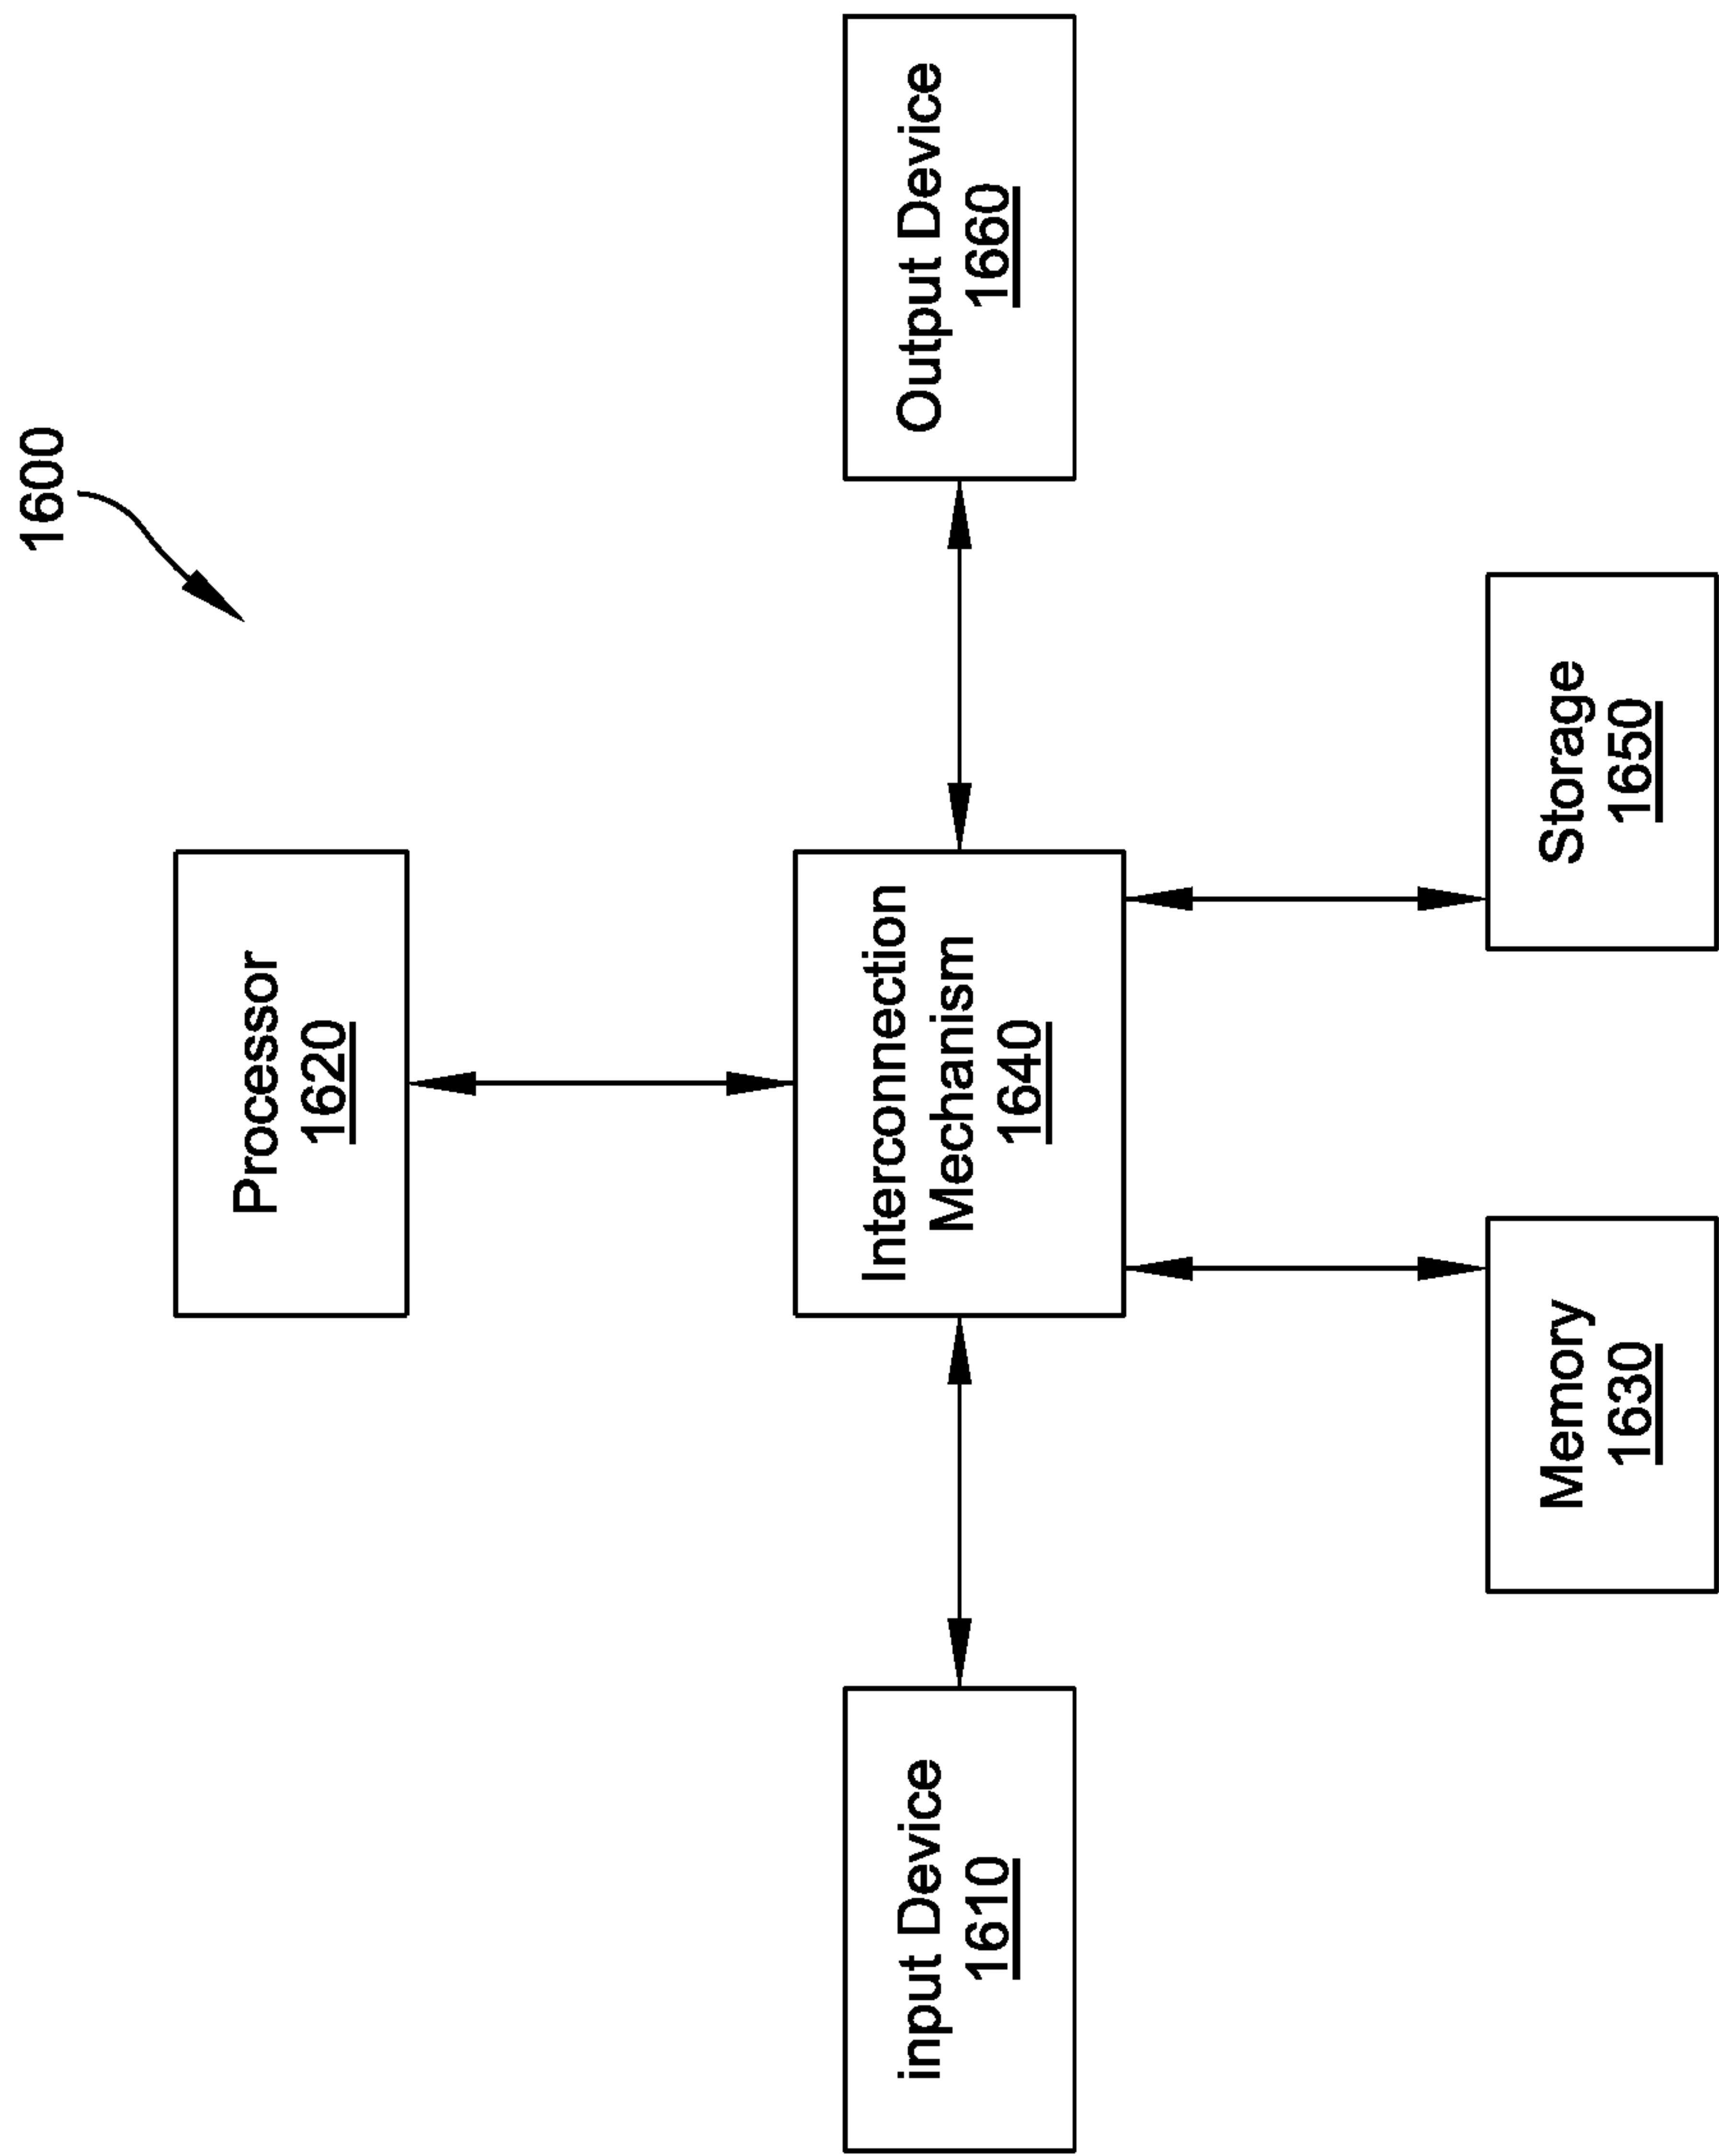 1600
Processor
1620
input Device
1610
Interconnection
Mechanism
1640
Output Device
1660
Memory
1630
Storage
1650